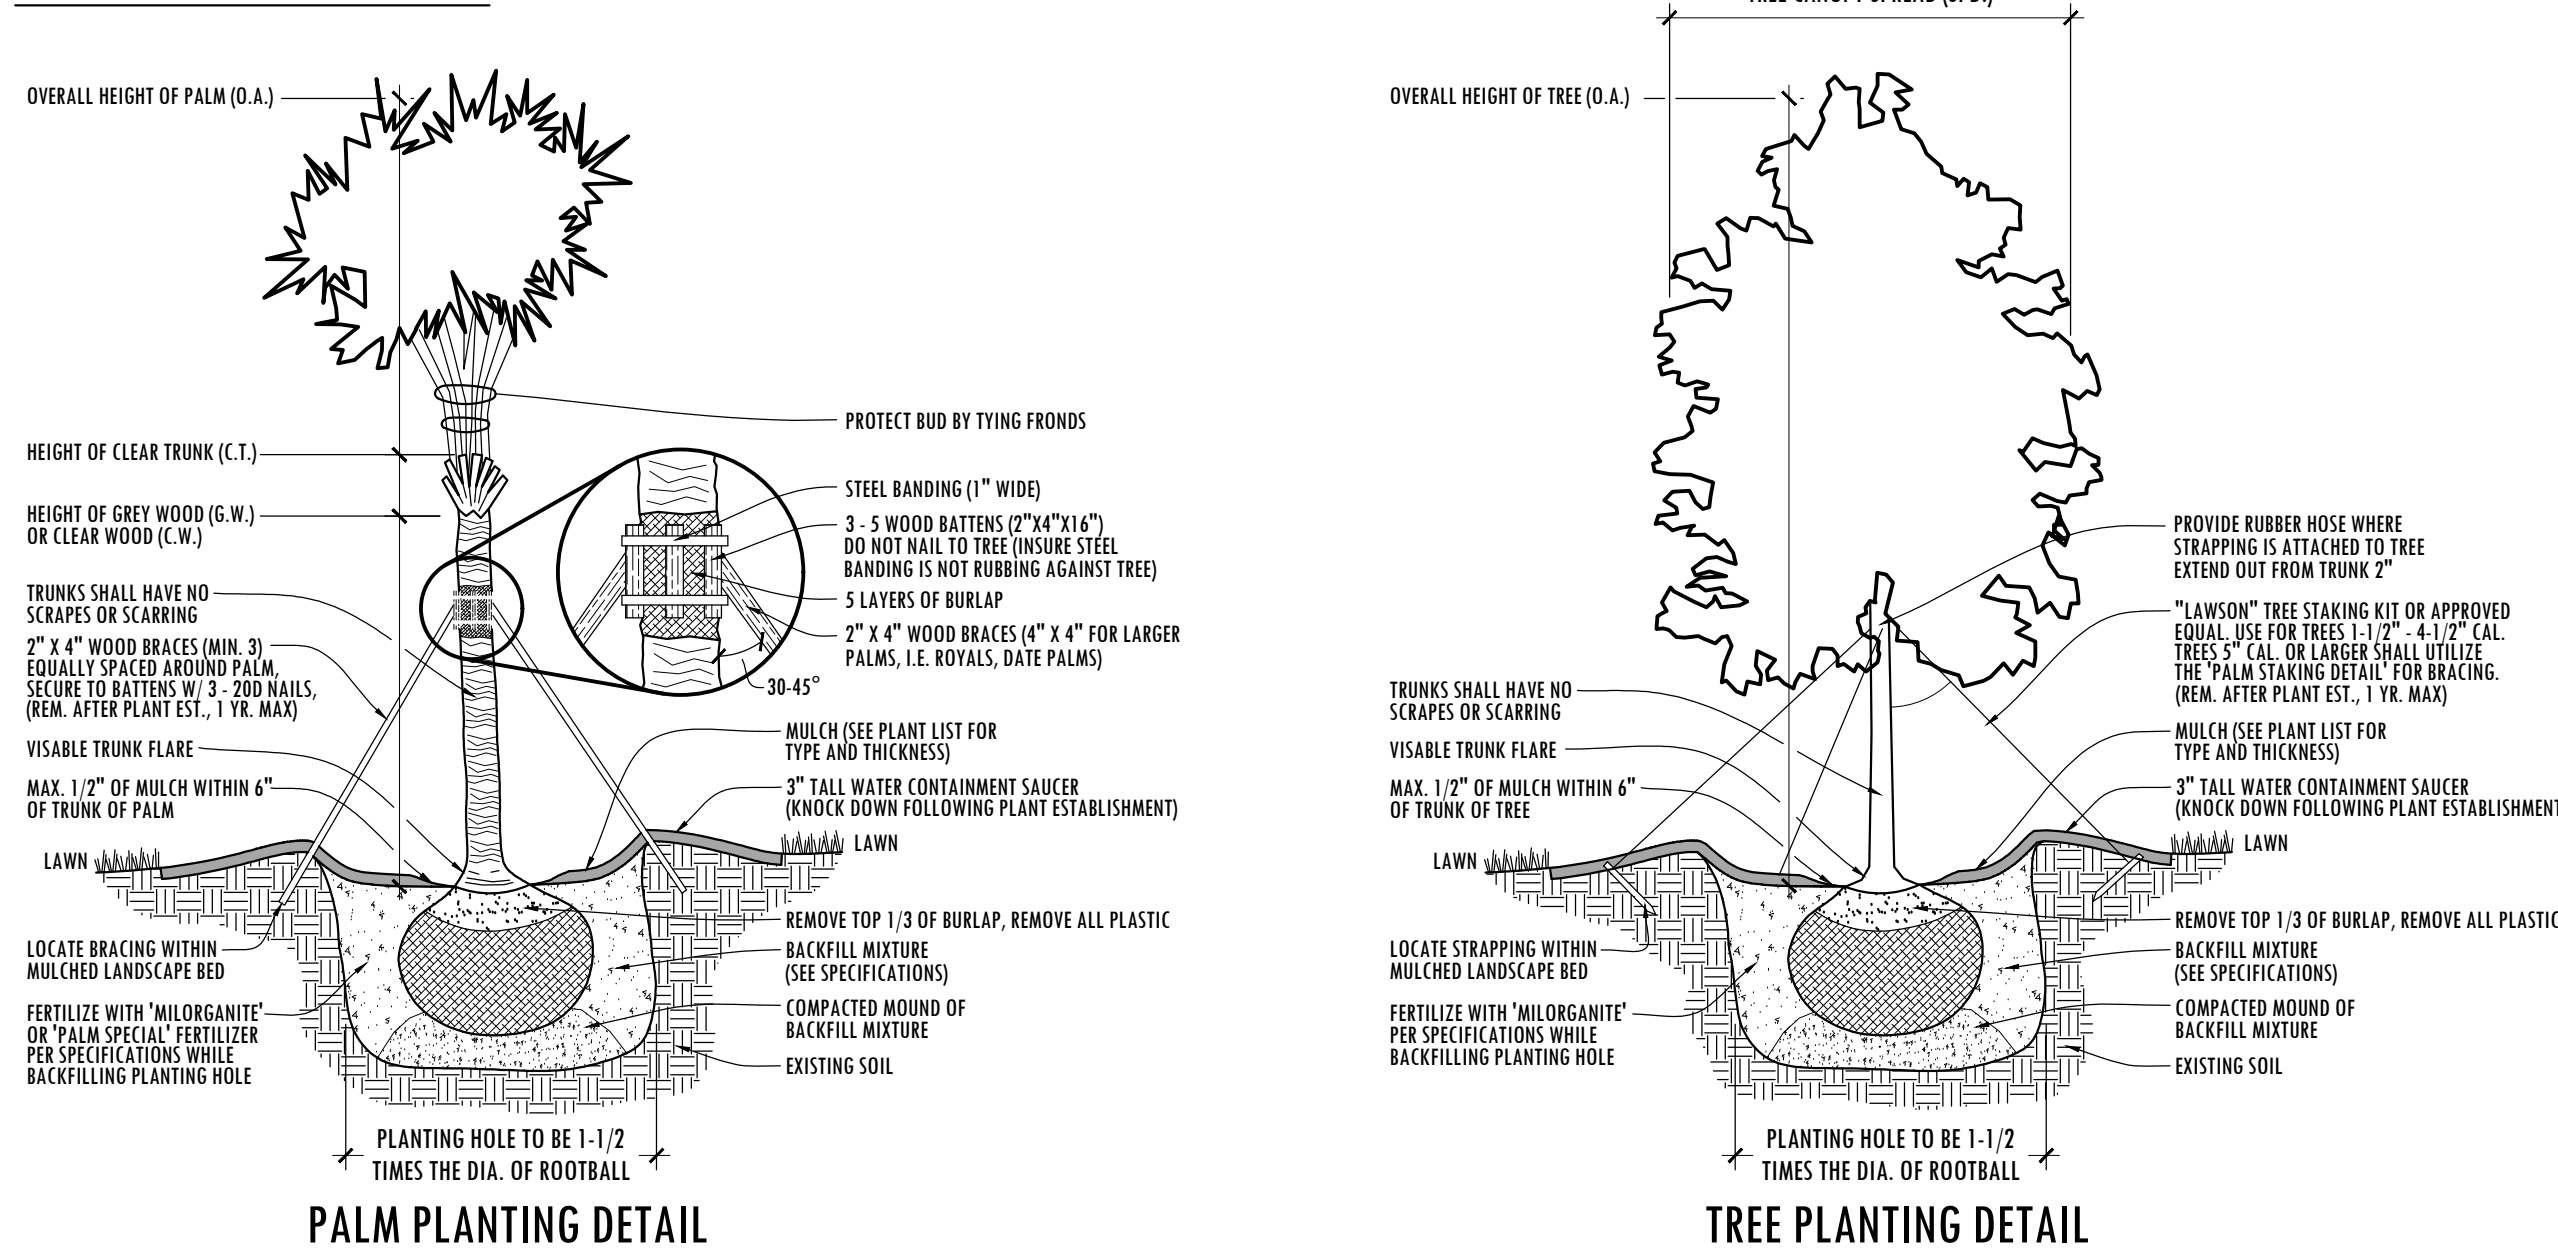 OVERALL HEIGHT OF PALM (O.A.)
HEIGHT OF CLEAR TRUNK (C.T.)
HEIGHT OF GREY WOOD (G.W.)
OR CLEAR WOOD (C.W.)
TRUNKS SHALL HAVE NO
SCRAPES OR SCARRING
2" X 4" WOOD BRACES (MIN. 3)
EQUALLY SPACED AROUND PALM,
SECURE TO BATTENS W/ 3 - 20D NAILS,
(REM. AFTER PLANT EST., 1 YR. MAX)
VISABLE TRUNK FLARE
MAX. 1/2" OF MULCH WITHIN 6"
OF TRUNK OF PALM
LAWN
LOCATE BRACING WITHIN
MULCHED LANDSCAPE BED
FERTILIZE WITH 'MILORGANITE'
OR 'PALM SPECIAL' FERTILIZER
PER SPECIFICATIONS WHILE
BACKFILLING PLANTING HOLE
PROTECT BUD BY TYING FRONDS
STEEL BANDING (1" WIDE)
3 - 5 WOOD BATTENS (2"X4"X16")
DO NOT NAIL TO TREE (INSURE STEEL
BANDING IS NOT RUBBING AGAINST TREE)
5 LAYERS OF BURLAP
2" X 4" WOOD BRACES (4" X 4" FOR LARGER
PALMS, I.E. ROYALS, DATE PALMS)
30-45°
MULCH (SEE PLANT LIST FOR
TYPE AND THICKNESS)
3" TALL WATER CONTAINMENT SAUCER
(KNOCK DOWN FOLLOWING PLANT ESTABLISHMENT)
LAWN
REMOVE TOP 1/3 OF BURLAP, REMOVE ALL PLASTIC
BACKFILL MIXTURE
(SEE SPECIFICATIONS)
COMPACTED MOUND OF
BACKFILL MIXTURE
EXISTING SOIL
PLANTING HOLE TO BE 1-1/2
TIMES THE DIA. OF ROOTBALL
PALM PLANTING DETAIL
TREE CANOPY SPREAD (SPD.)
OVERALL HEIGHT OF TREE (O.A.)
TRUNKS SHALL HAVE NO
SCRAPES OR SCARRING
VISABLE TRUNK FLARE
MAX. 1/2" OF MULCH WITHIN 6"
OF TRUNK OF TREE
LAWN
LOCATE STRAPPING WITHIN
MULCHED LANDSCAPE BED
FERTILIZE WITH 'MILORGANITE'
PER SPECIFICATIONS WHILE
BACKFILLING PLANTING HOLE
PROVIDE RUBBER HOSE WHERE
STRAPPING IS ATTACHED TO TREE
EXTEND OUT FROM TRUNK 2"
"LAWSON" TREE STAKING KIT OR APPROVED
EQUAL. USE FOR TREES 1-1/2" - 4-1/2" CAL.
TREES 5" CAL. OR LARGER SHALL UTILIZE
THE 'PALM STAKING DETAIL' FOR BRACING.
(REM. AFTER PLANT EST., 1 YR. MAX)
MULCH (SEE PLANT LIST FOR
TYPE AND THICKNESS)
3" TALL WATER CONTAINMENT SAUCER
(KNOCK DOWN FOLLOWING PLANT ESTABLISHMENT
LAWN
REMOVE TOP 1/3 OF BURLAP, REMOVE ALL PLASTIC
BACKFILL MIXTURE
(SEE SPECIFICATIONS)
COMPACTED MOUND OF
BACKFILL MIXTURE
EXISTING SOIL
PLANTING HOLE TO BE 1-1/2
TIMES THE DIA. OF ROOTBALL
TREE PLANTING DETAIL